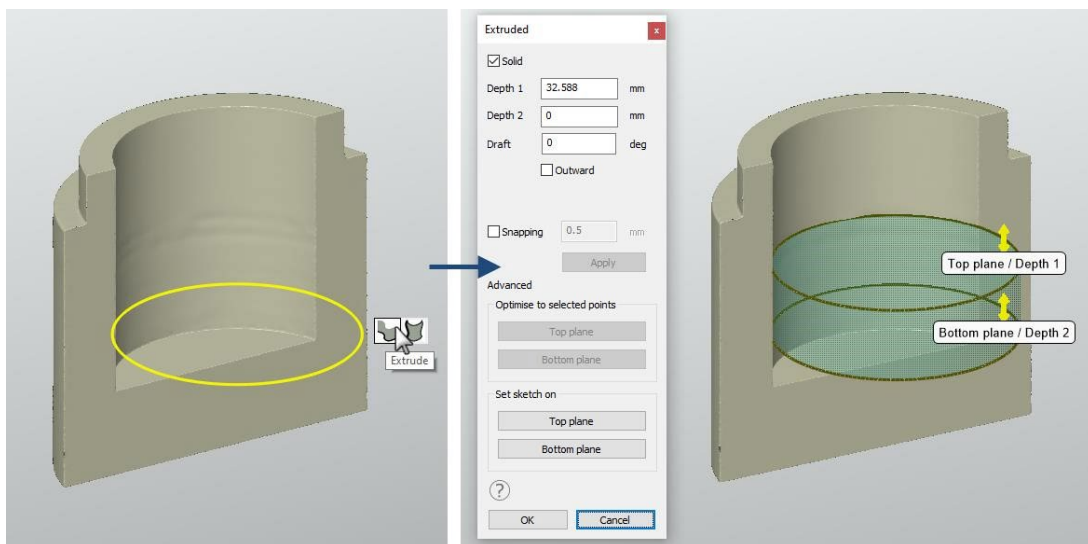 Extrude
Extruded
x
Solid
Depth 1 32.588 mm
Depth 2 0 mm
Draft 0 deg
Outward
Snapping 0.5 mm
Apply
Advanced
Optimise to selected points
Top plane
Bottom plane
Set sketch on
Top plane
Bottom plane
?
OK Cancel
Top plane / Depth 1
Bottom plane / Depth 2